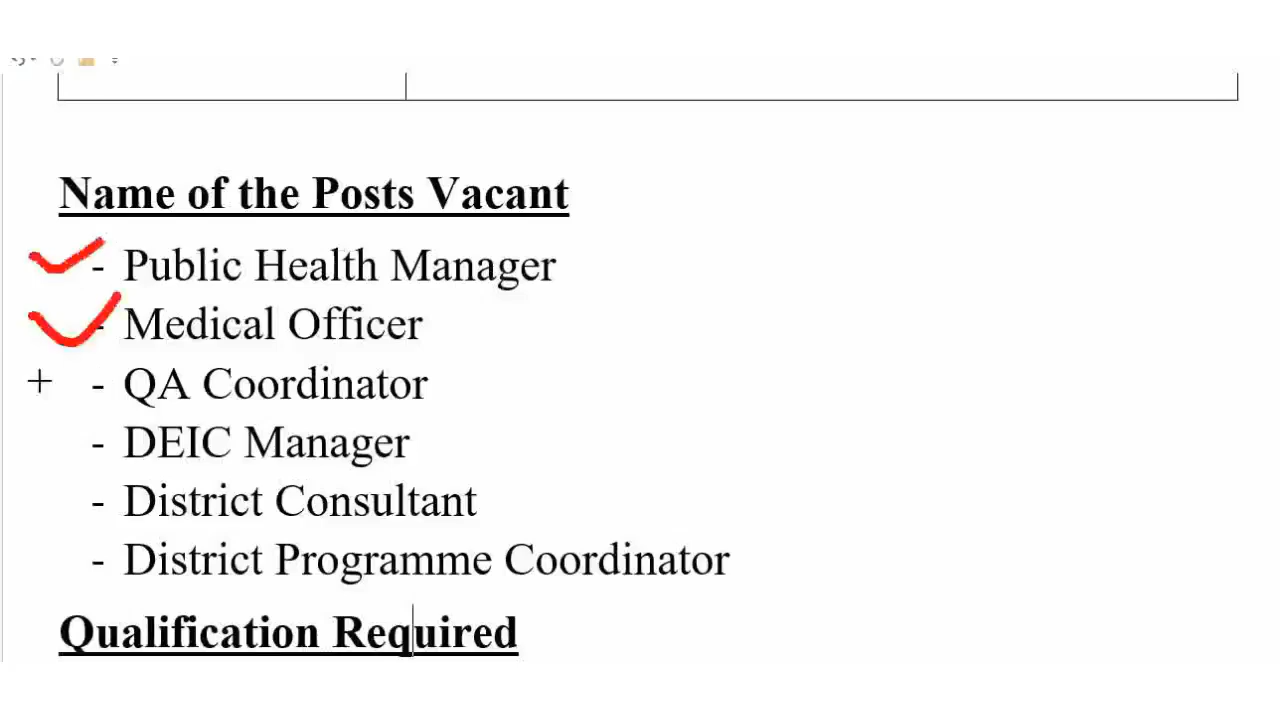 Name of the Posts Vacant
- Public Health Manager
- Medical Officer
- QA Coordinator
- DEIC Manager
- District Consultant
- District Programme Coordinator
Qualification Required